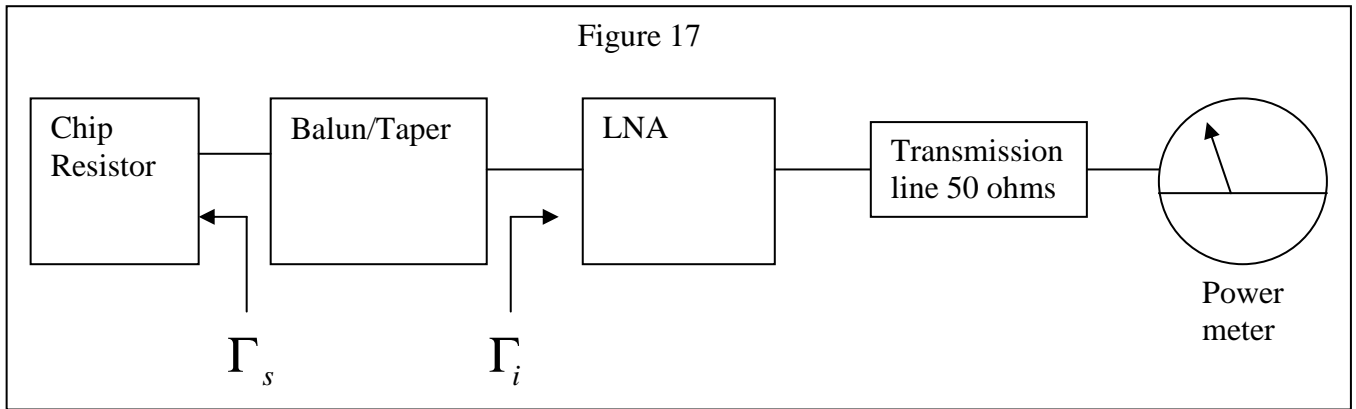 Figure 17
Chip
Resistor
Balun/Taper
LNA
Transmission
line 50 ohms
Power
meter
Γs
Γi